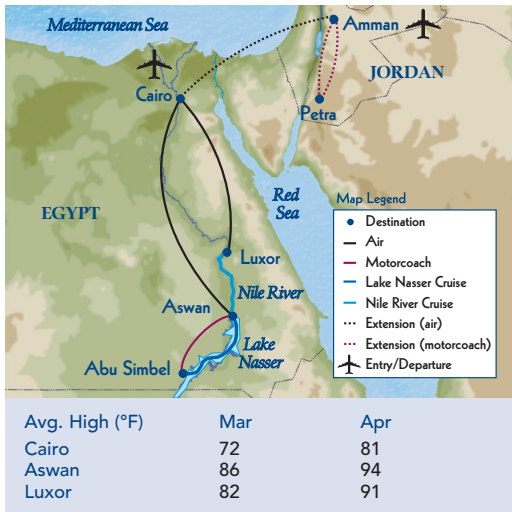 Mediterranean Sea
Amman
JORDAN
Cairo
Petra
Red
Sea
EGYPT
Luxor
Nile River
Aswan
Lake
Nasser
Abu Simbel
Map Legend
Destination
Air
Motorcoach
Lake Nasser Cruise
Nile River Cruise
Extension (air)
Extension (motorcoach)
Entry/Departure
Avg. High (°F) Mar Apr
Cairo 72 81
Aswan 86 94
Luxor 82 91